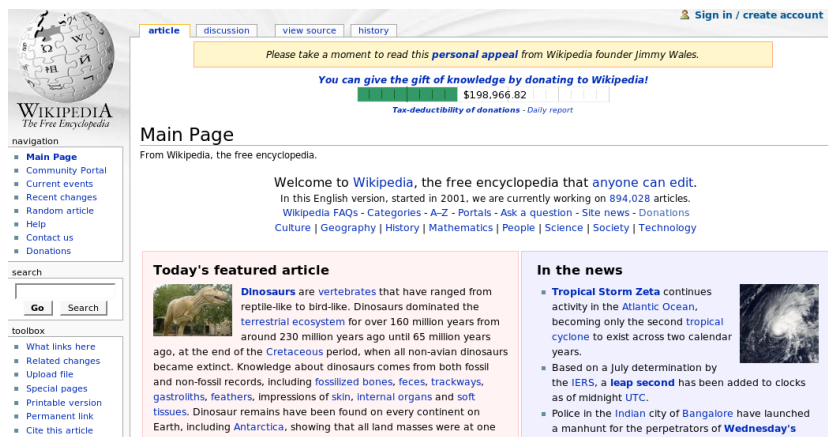 Sign in / create account
article
discussion
view source
history
Please take a moment to read this personal appeal from Wikipedia founder Jimmy Wales.
You can give the gift of knowledge by donating to Wikipedia!
$198,966.82
Tax-deductibility of donations - Daily report
WIKIPEDIA
The Free Encyclopedia
navigation
Main Page
Community Portal
Current events
Recent changes
Random article
Help
Contact us
Donations
search
Go Search
toolbox
What links here
Related changes
Upload file
Special pages
Printable version
Permanent link
Cite this article
Main Page
From Wikipedia, the free encyclopedia.
Welcome to Wikipedia, the free encyclopedia that anyone can edit.
In this English version, started in 2001, we are currently working on 894,028 articles.
Wikipedia FAQs - Categories - A–Z - Portals - Ask a question - Site news - Donations
Culture | Geography | History | Mathematics | People | Science | Society | Technology
Today's featured article
Dinosaurs are vertebrates that have ranged from
reptile-like to bird-like. Dinosaurs dominated the
terrestrial ecosystem for over 160 million years from
around 230 million years ago until 65 million years
ago, at the end of the Cretaceous period, when all non-avian dinosaurs
became extinct. Knowledge about dinosaurs comes from both fossil
and non-fossil records, including fossilized bones, feces, trackways,
gastroliths, feathers, impressions of skin, internal organs and soft
tissues. Dinosaur remains have been found on every continent on
Earth, including Antarctica, showing that all land masses were at one
In the news
Tropical Storm Zeta continues
activity in the Atlantic Ocean,
becoming only the second tropical
cyclone to exist across two calendar
years.
Based on a July determination by
the IERS, a leap second has been added to clocks
as of midnight UTC.
Police in the Indian city of Bangalore have launched
a manhunt for the perpetrators of Wednesday's